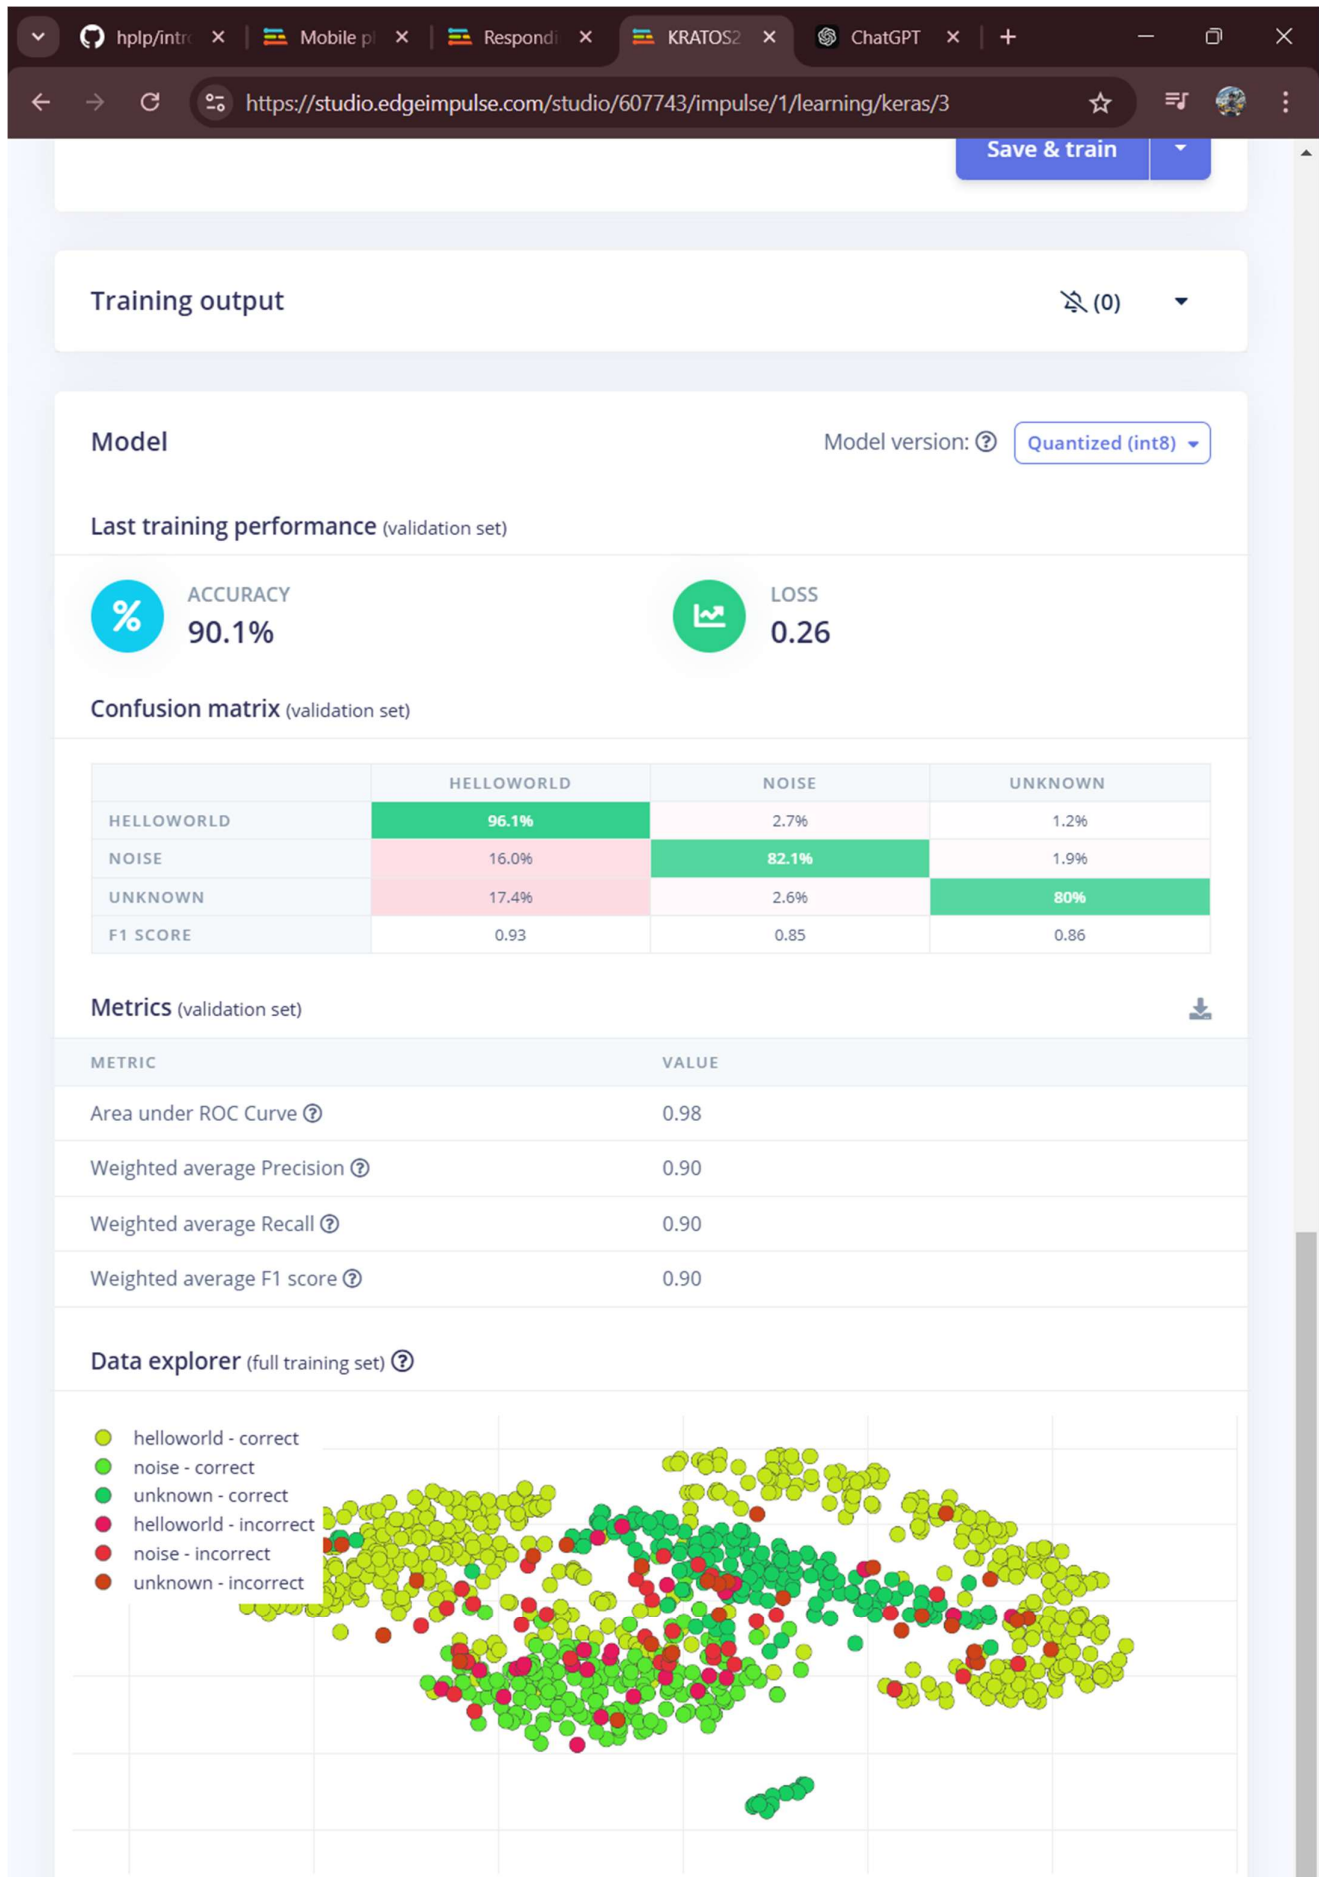 hplp/intr
Mobile p
Respondi
KRATOS2
ChatGPT
https://studio.edgeimpulse.com/studio/607743/impulse/1/learning/keras/3
Save & train
Training output
(0)
Model
Model version:
Quantized (int8)
Last training performance (validation set)
%
ACCURACY
90.1%
LOSS
0.26
Confusion matrix (validation set)
HELLOWORLD NOISE UNKNOWN
HELLOWORLD 96.1% 2.7% 1.2%
NOISE 16.0% 82.1% 1.9%
UNKNOWN 17.4% 2.6% 80%
F1 SCORE 0.93 0.85 0.86
Metrics (validation set)
METRIC VALUE
Area under ROC Curve ? 0.98
Weighted average Precision ? 0.90
Weighted average Recall ? 0.90
Weighted average F1 score ? 0.90
Data explorer (full training set) ?
helloworld - correct
noise - correct
unknown - correct
helloworld - incorrect
noise - incorrect
unknown - incorrect